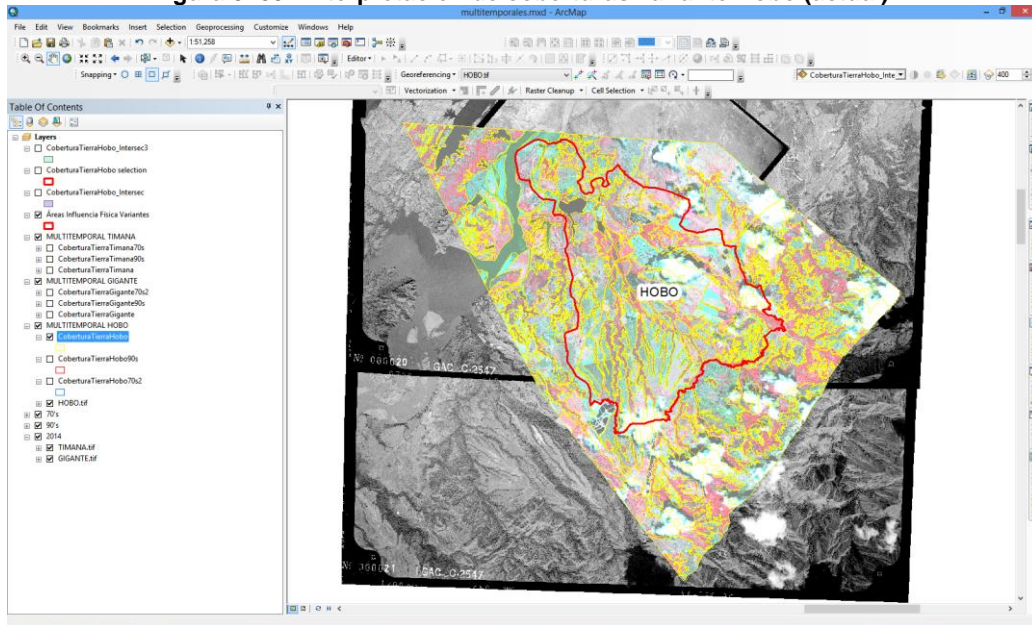 multitemporales.mxd - ArcMap
File Edit View Bookmarks Insert Selection Geoprocessing Customize Windows Help
1:51.258
Editor
Snapping
Georeferencing HOBO.tif
CoberturaTierraHobo_Inte
400
Vectorization Raster Cleanup Cell Selection
Table Of Contents
Layers
CoberturaTierraHobo_Intersec3
CoberturaTierraHobo selection
CoberturaTierraHobo_Intersec
Áreas Influencia Física Variantes
MULTITEMPORAL TIMANA
CoberturaTierraTimana70s
CoberturaTierraTimana90s
CoberturaTierraTimana
MULTITEMPORAL GIGANTE
CoberturaTierraGigante70s2
CoberturaTierraGigante90s
CoberturaTierraGigante
MULTITEMPORAL HOBO
CoberturaTierraHobo
CoberturaTierraHobo90s
CoberturaTierraHobo70s2
HOBO.tif
70's
90's
2014
TIMANA.tif
GIGANTE.tif
HOBO
C-2547
C-2547